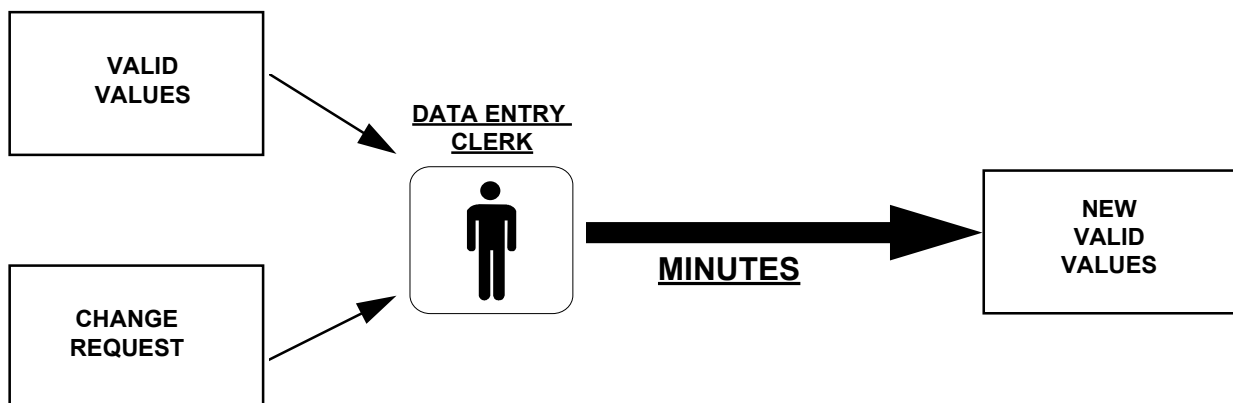 VALID
VALUES
DATA ENTRY
CLERK
MINUTES
NEW
VALID
VALUES
CHANGE
REQUEST